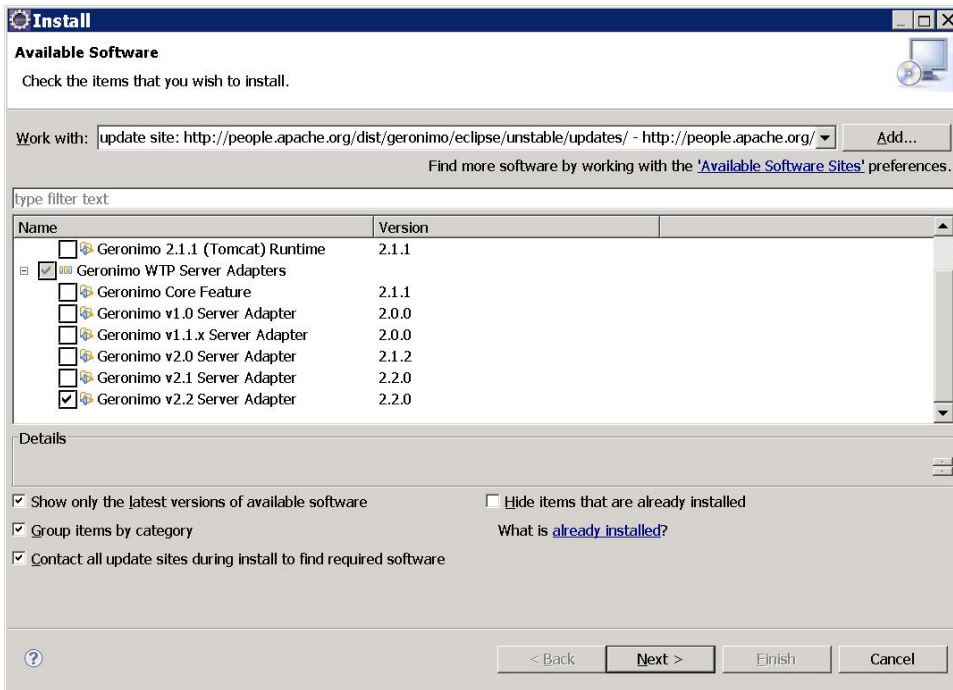 Install
Available Software
Check the items that you wish to install.
Work with: update site: http://people.apache.org/dist/geronimo/eclipse/unstable/updates/ - http://people.apache.org/ Add...
Find more software by working with the 'Available Software Sites' preferences.
type filter text
Name Version
Geronimo 2.1.1 (Tomcat) Runtime 2.1.1
Geronimo WTP Server Adapters
Geronimo Core Feature 2.1.1
Geronimo v1.0 Server Adapter 2.0.0
Geronimo v1.1.x Server Adapter 2.0.0
Geronimo v2.0 Server Adapter 2.1.2
Geronimo v2.1 Server Adapter 2.2.0
Geronimo v2.2 Server Adapter 2.2.0
Details
Show only the latest versions of available software Hide items that are already installed
Group items by category What is already installed?
Contact all update sites during install to find required software
? < Back Next > Finish Cancel